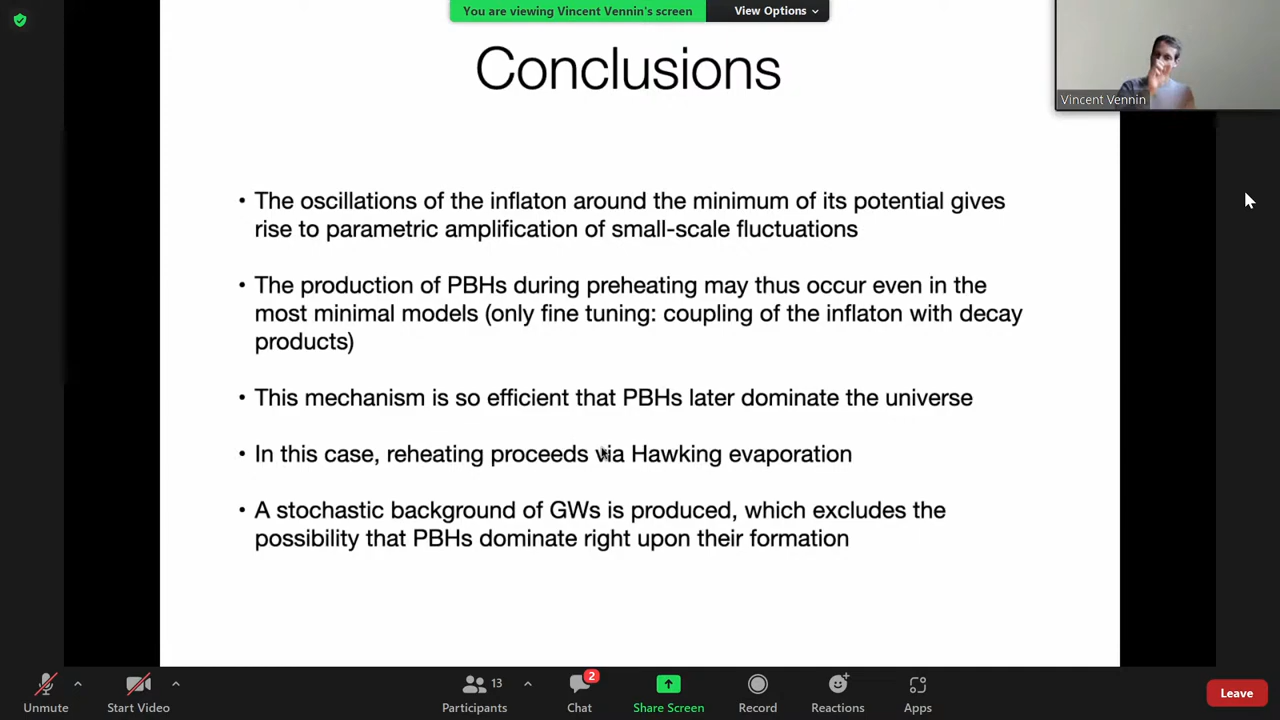 You are viewing Vincent Vennin's screen
View Options
Conclusions
Vincent Vennin
• The oscillations of the inflaton around the minimum of its potential gives
rise to parametric amplification of small-scale fluctuations
• The production of PBHs during preheating may thus occur even in the
most minimal models (only fine tuning: coupling of the inflaton with decay
products)
• This mechanism is so efficient that PBHs later dominate the universe
• In this case, reheating proceeds via Hawking evaporation
• A stochastic background of GWs is produced, which excludes the
possibility that PBHs dominate right upon their formation
Unmute
Start Video
13
Participants
2
Chat
Share Screen
Record
Reactions
Apps
Leave